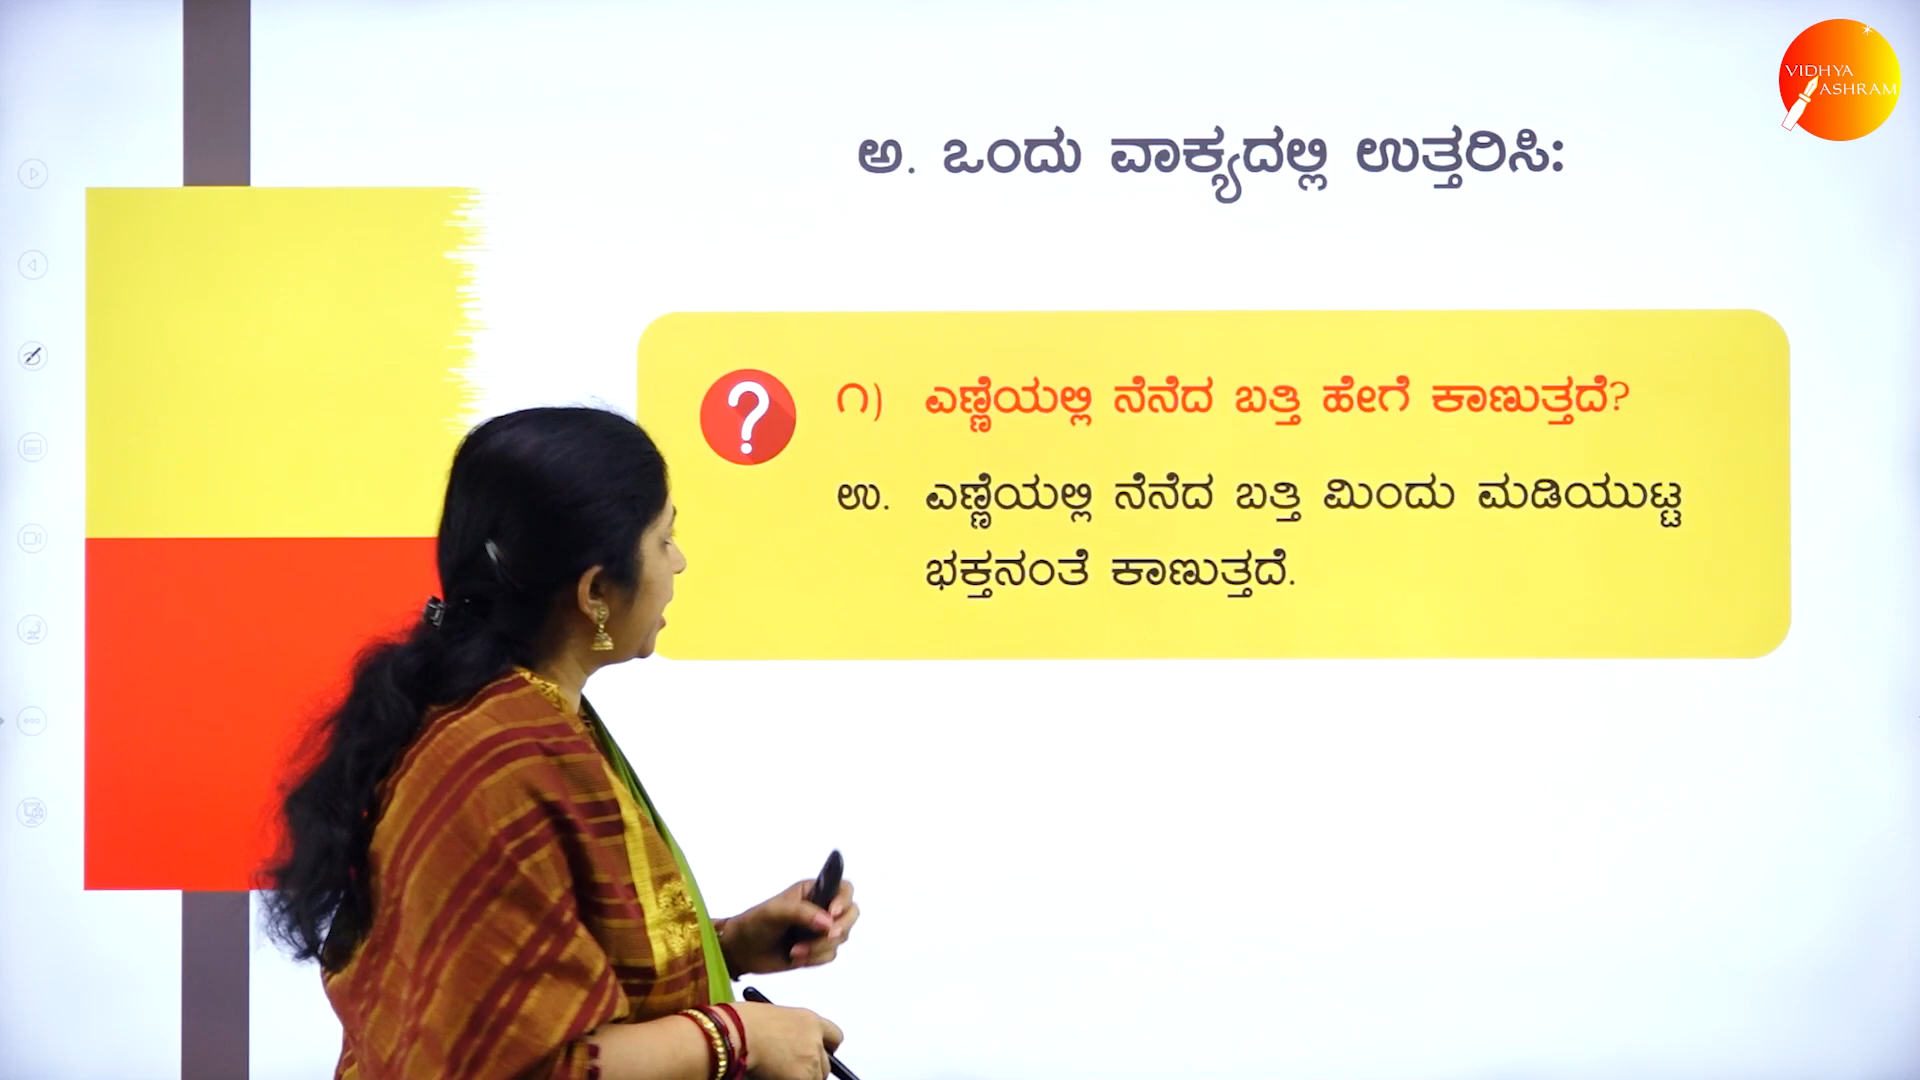 VIDHYA
ASHRAM
ಅ. ಒಂದು ವಾಕ್ಯದಲ್ಲಿ ಉತ್ತರಿಸಿ:
೧) ಎಣ್ಣೆಯಲ್ಲಿ ನೆನೆದ ಬತ್ತಿ ಹೇಗೆ ಕಾಣುತ್ತದೆ?
ಉ. ಎಣ್ಣೆಯಲ್ಲಿ ನೆನೆದ ಬತ್ತಿ ಮಿಂದು ಮಡಿಯುಟ್ಟ
ಭಕ್ತನಂತೆ ಕಾಣುತ್ತದೆ.